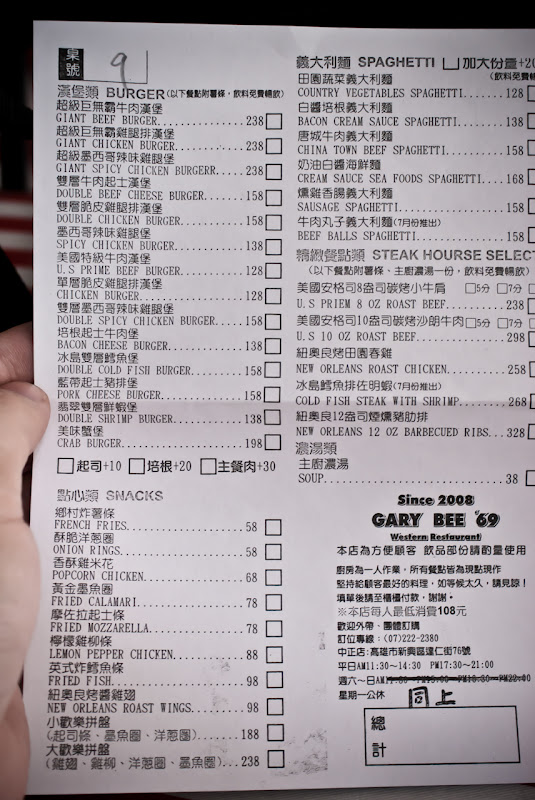 桌號 9
漢堡類 BURGER(以下餐點附薯條，飲料免費暢飲)
超級巨無霸牛肉漢堡
GIANT BEEF BURGER 238
超級巨無霸雞腿排漢堡
GIANT CHICKEN BURGER 238
超級墨西哥辣味雞腿堡
GIANT SPICY CHICKEN BURGERR 238
雙層牛肉起士漢堡
DOUBLE BEEF CHEESE BURGER 158
雙層脆皮雞腿排漢堡
DOUBLE CHICKEN BURGER 158
墨西哥辣味雞腿堡
SPICY CHICKEN BURGER 138
美國特級牛肉漢堡
U.S PRIME BEEF BURGER 128
單層脆皮雞腿排漢堡
CHICKEN BURGER 128
雙層墨西哥辣味雞腿堡
DOUBLE SPICY CHICKEN BURGER 158
培根起士牛肉堡
BACON CHEESE BURGER 138
冰島雙層鱈魚堡
DOUBLE COLD FISH BURGER 158
藍帶起士豬排堡
PORK CHEESE BURGER 158
翡翠雙層鮮蝦堡
DOUBLE SHRIMP BURGER 138
美味蟹堡
CRAB BURGER 198
起司+10 培根+20 主餐肉+30
點心類 SNACKS
鄉村炸薯條
FRENCH FRIES 58
酥脆洋蔥圈
ONION RINGS 58
香酥雞米花
POPCORN CHICKEN 68
黃金墨魚圈
FRIED CALAMARI 78
摩佐拉起士條
FRIED MOZZARELLA 78
檸檬雞柳條
LEMON PEPPER CHICKEN 88
英式炸鱈魚條
FRIED FISH 98
紐奧良烤醬雞翅
NEW ORLEANS ROAST WINGS 98
小歡樂拼盤
(起司條、墨魚圈、洋蔥圈) 188
大歡樂拼盤
(雞翅、雞柳、洋蔥圈、墨魚圈) 238
義大利麵 SPAGHETTI 加大份量+20
(飲料免
田園蔬菜義大利麵
COUNTRY VEGETABLES SPAGHETTI 128
白醬培根義大利麵
BACON CREAM SAUCE SPAGHETTI 138
唐城牛肉義大利麵
CHINA TOWN BEEF SPAGHETTI 158
奶油白醬海鮮麵
CREAM SAUCE SEA FOODS SPAGHETTI 168
燻雞香腸義大利麵
SAUSAGE SPAGHETTI 158
牛肉丸子義大利麵(7月份推出)
BEEF BALLS SPAGHETTI 158
精緻餐點類 STEAK HOURSE SELECT
(以下餐點附薯條、主廚濃湯一份，飲料免費暢飲)
美國安格司8盎司碳烤小牛肩 5分 7分
U.S PRIEM 8 OZ ROAST BEEF 238
美國安格司10盎司碳烤沙朗牛肉 5分 7分
U.S 10 OZ ROAST BEEF 298
紐奧良烤田園春雞
NEW ORLEANS ROAST CHICKEN 258
冰島鱈魚排佐明蝦(7月份推出)
COLD FISH STEAK WITH SHRIMP 268
紐奧良12盎司煙燻豬肋排
NEW ORLEANS 12 OZ BARBECUED RIBS 328
濃湯類
主廚濃湯
SOUP 38
Since 2008
GARY BEE '69
Western Restaurant
本店為方便顧客 飲品部份請酌量使用
廚房為一人作業，所有餐點皆為現點現作
堅持給顧客最好的料理，如等候太久，請見諒！
填單後請至櫃檯付款，謝謝。
※本店每人最低消費108元
歡迎外帶、團體訂購
訂位專線：(07)222-2380
中正店:高雄市新興區達仁街76號
平日AM11:30~14:30 PM17:30~21:00
週六~日
星期一公休 同上
總計